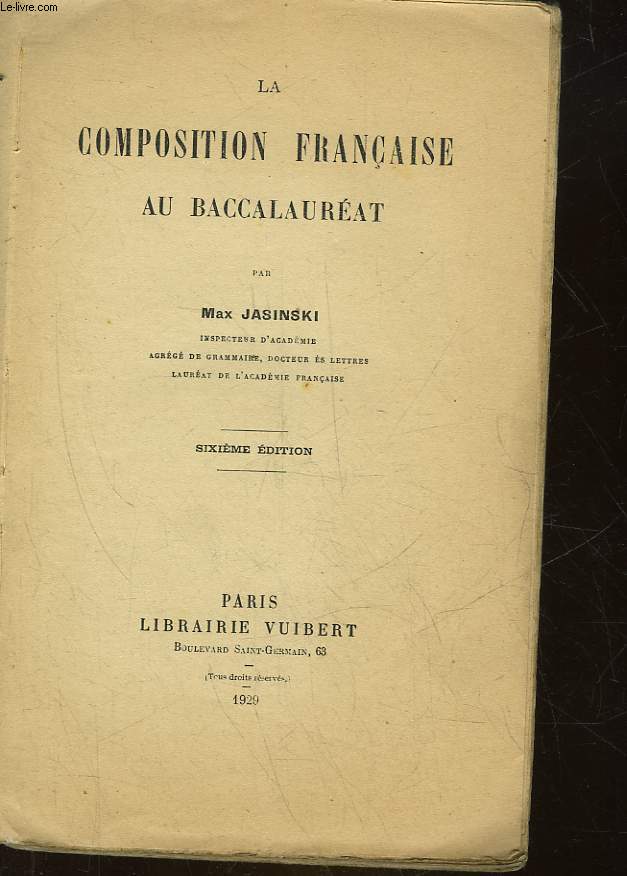 Le-livre.com
LA
COMPOSITION FRANÇAISE
AU BACCALAURÉAT
PAR
Max JASINSKI
INSPECTEUR D'ACADÉMIE
AGRÉGÉ DE GRAMMAIRE, DOCTEUR ÈS LETTRES
LAURÉAT DE L'ACADÉMIE FRANÇAISE
SIXIÈME ÉDITION
PARIS
LIBRAIRIE VUIBERT
BOULEVARD SAINT-GERMAIN, 63
(Tous droits réservés.)
1929